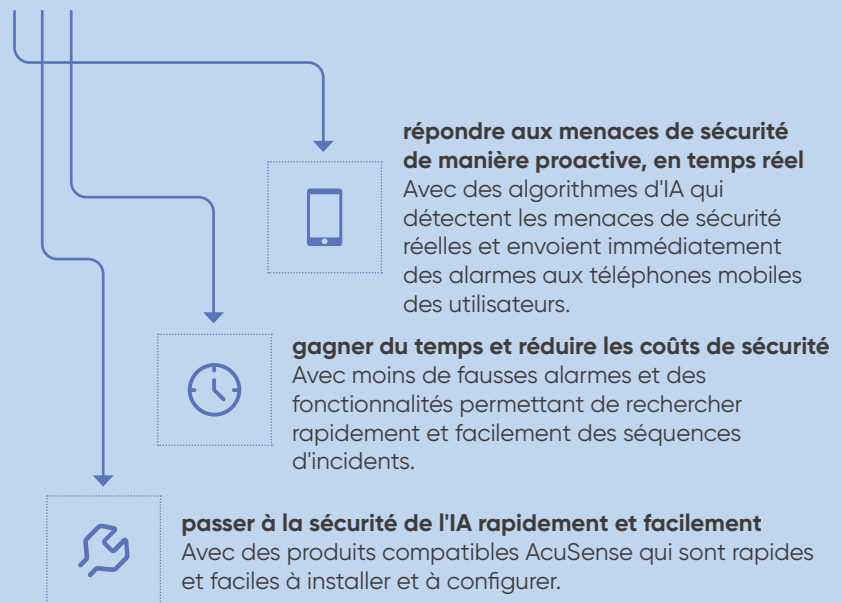 répondre aux menaces de sécurité
de manière proactive, en temps réel
Avec des algorithmes d'IA qui
détectent les menaces de sécurité
réelles et envoient immédiatement
des alarmes aux téléphones mobiles
des utilisateurs.
gagner du temps et réduire les coûts de sécurité
Avec moins de fausses alarmes et des
fonctionnalités permettant de rechercher
rapidement et facilement des séquences
d'incidents.
passer à la sécurité de l'IA rapidement et facilement
Avec des produits compatibles AcuSense qui sont rapides
et faciles à installer et à configurer.